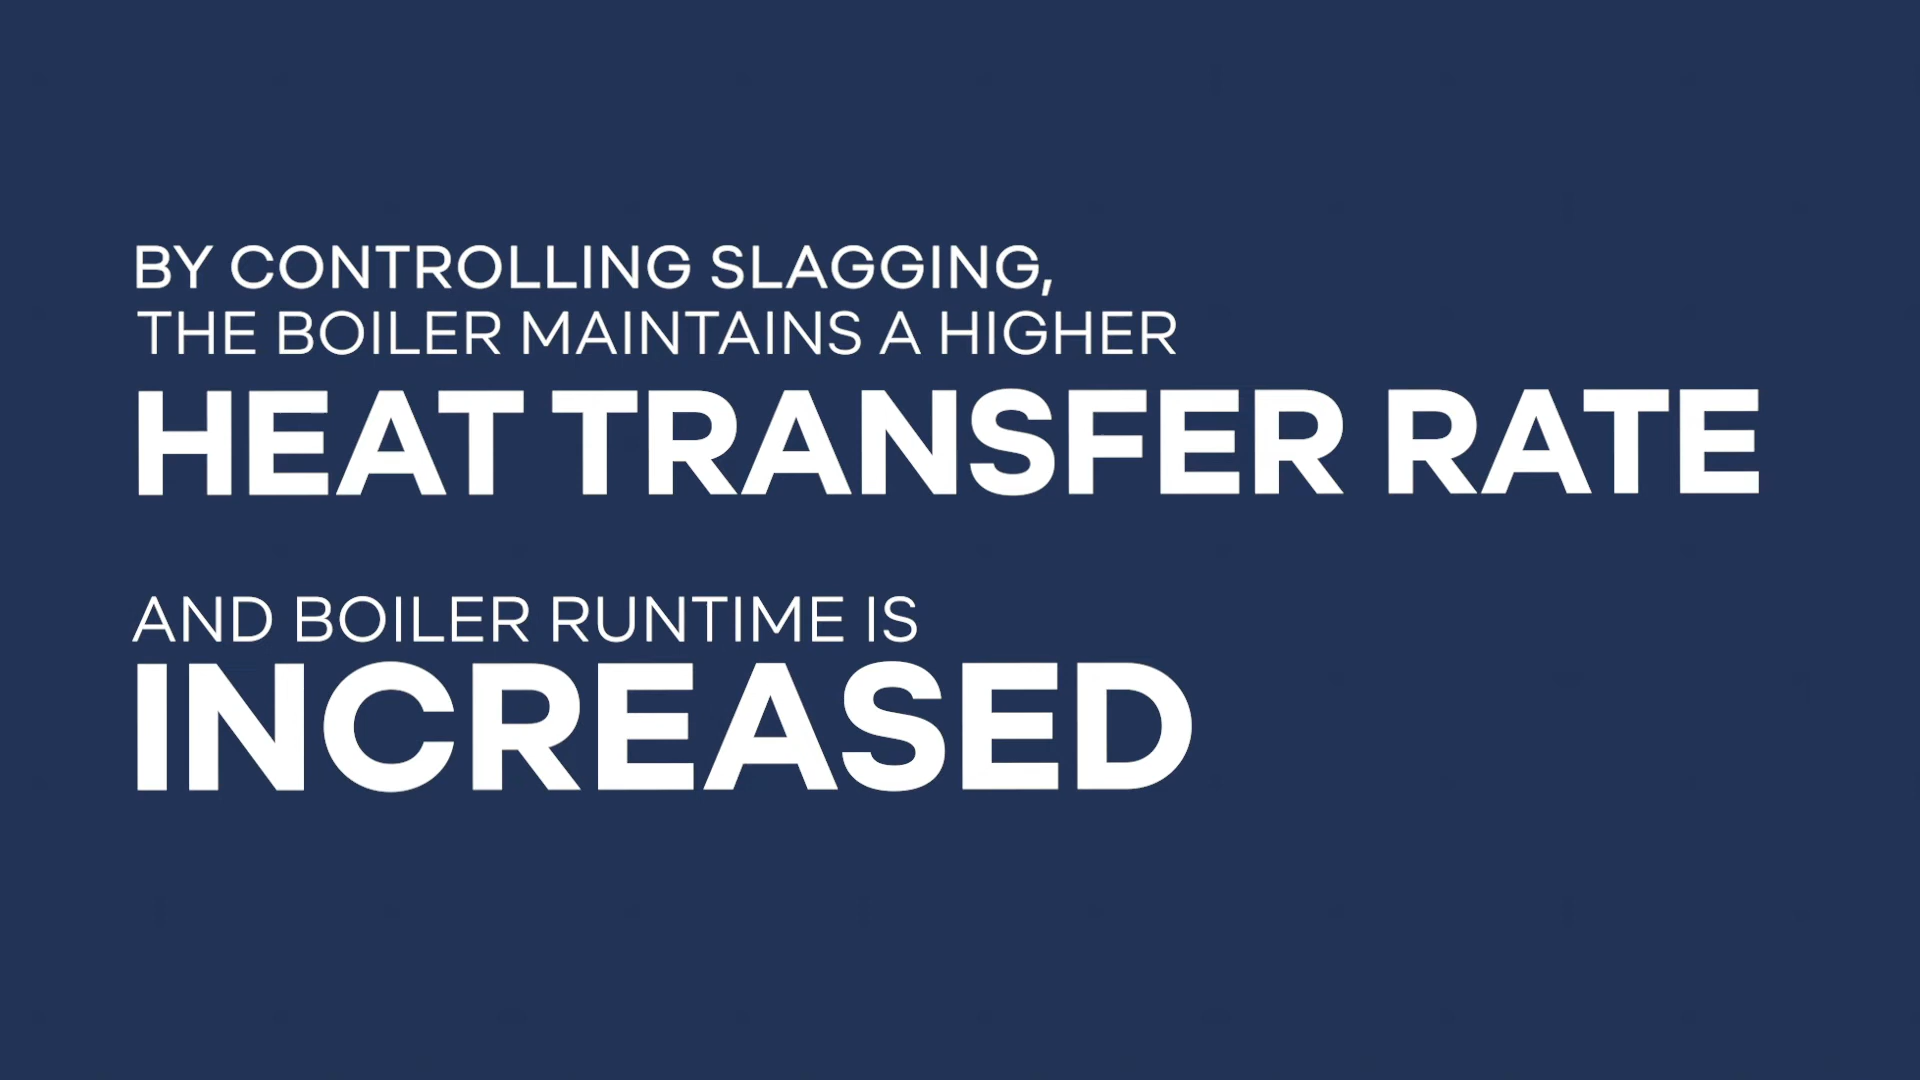 BY CONTROLLING SLAGGING,
THE BOILER MAINTAINS A HIGHER
HEAT TRANSFER RATE
AND BOILER RUNTIME IS
INCREASED